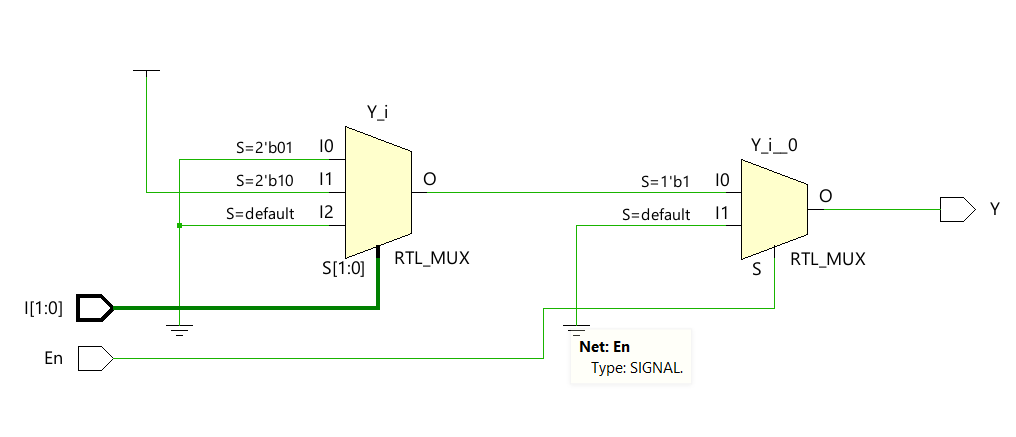 Y_i
S=2'b01 I0
S=2'b10 I1
S=default I2
O
S[1:0]
RTL_MUX
Y_i__0
S=1'b1 I0
S=default I1
O
S
RTL_MUX
Y
I[1:0]
En
Net: En
Type: SIGNAL.